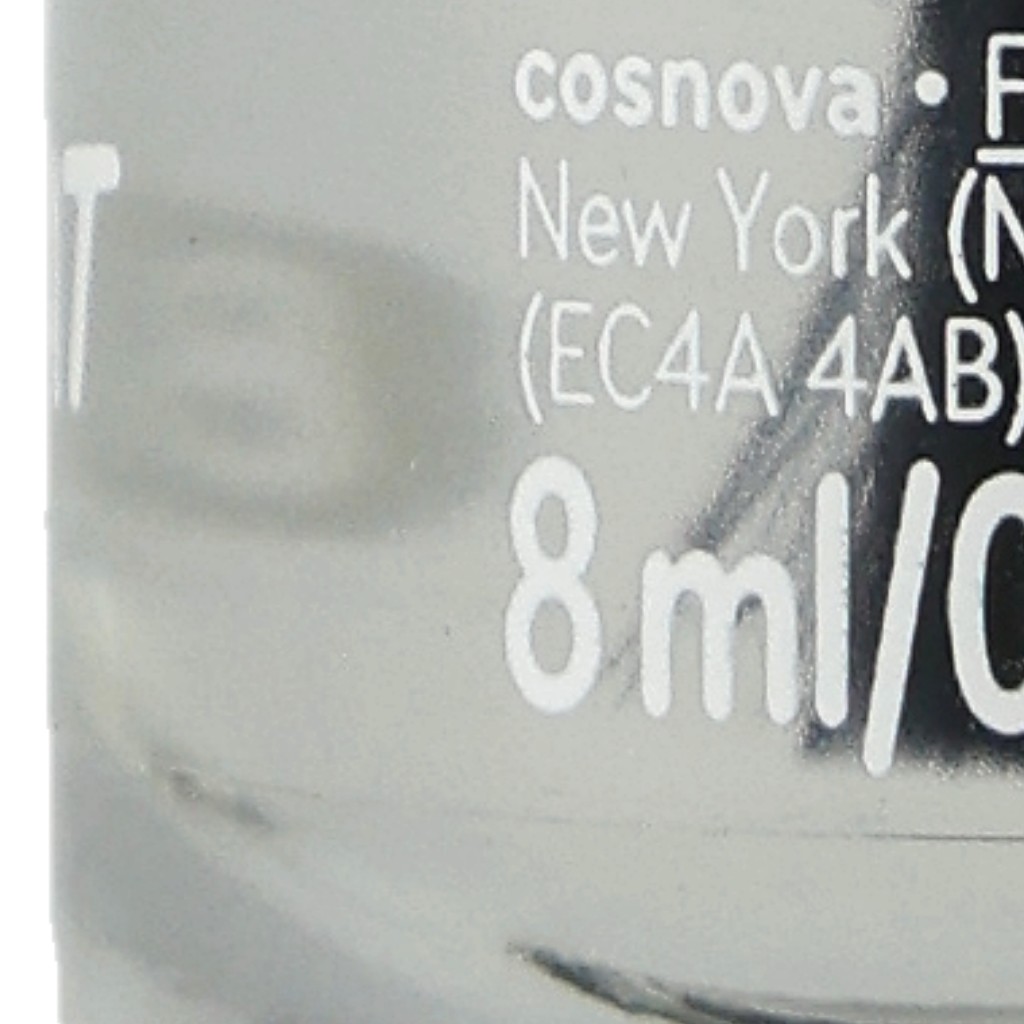 cosnova •
New York
(EC4A 4AB)
8ml/